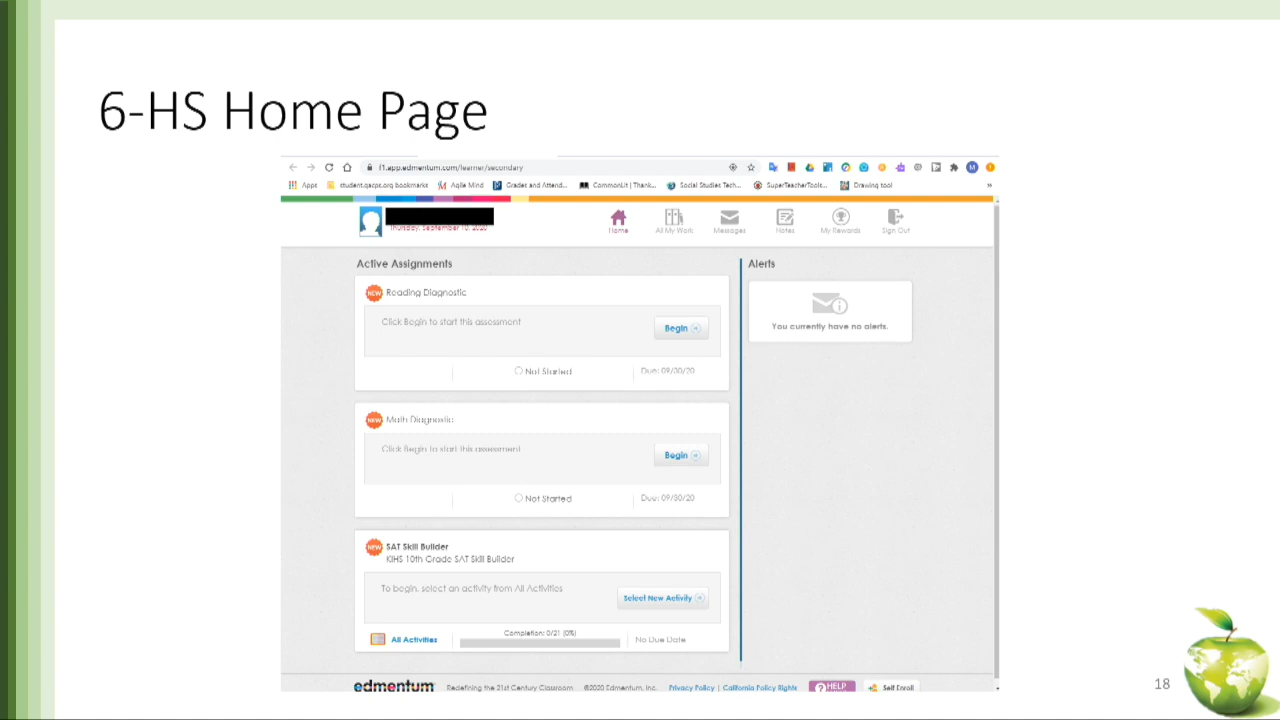 6-HS Home Page
f1.app.edmentum.com/learner/secondary
Apps student.qacps.org bookmarks Agile Mind Grades and Attend... CommonLit | Thank... Social Studies Tech... SuperTeacherTools... Drawing tool »
Thursday, September 10, 2020
Home All My Work Messages Notes My Rewards Sign Out
Active Assignments
NEW Reading Diagnostic
Click Begin to start this assessment
Begin
Not Started Due: 09/30/20
NEW Math Diagnostic
Click Begin to start this assessment
Begin
Not Started Due: 09/30/20
NEW SAT Skill Builder
KIHS 10th Grade SAT Skill Builder
To begin, select an activity from All Activities
Select New Activity
All Activities
Completion: 0/21 (0%)
No Due Date
Alerts
You currently have no alerts.
edmentum Redefining the 21st Century Classroom ©2020 Edmentum, Inc. Privacy Policy | California Policy Rights ? HELP Self Enroll
18